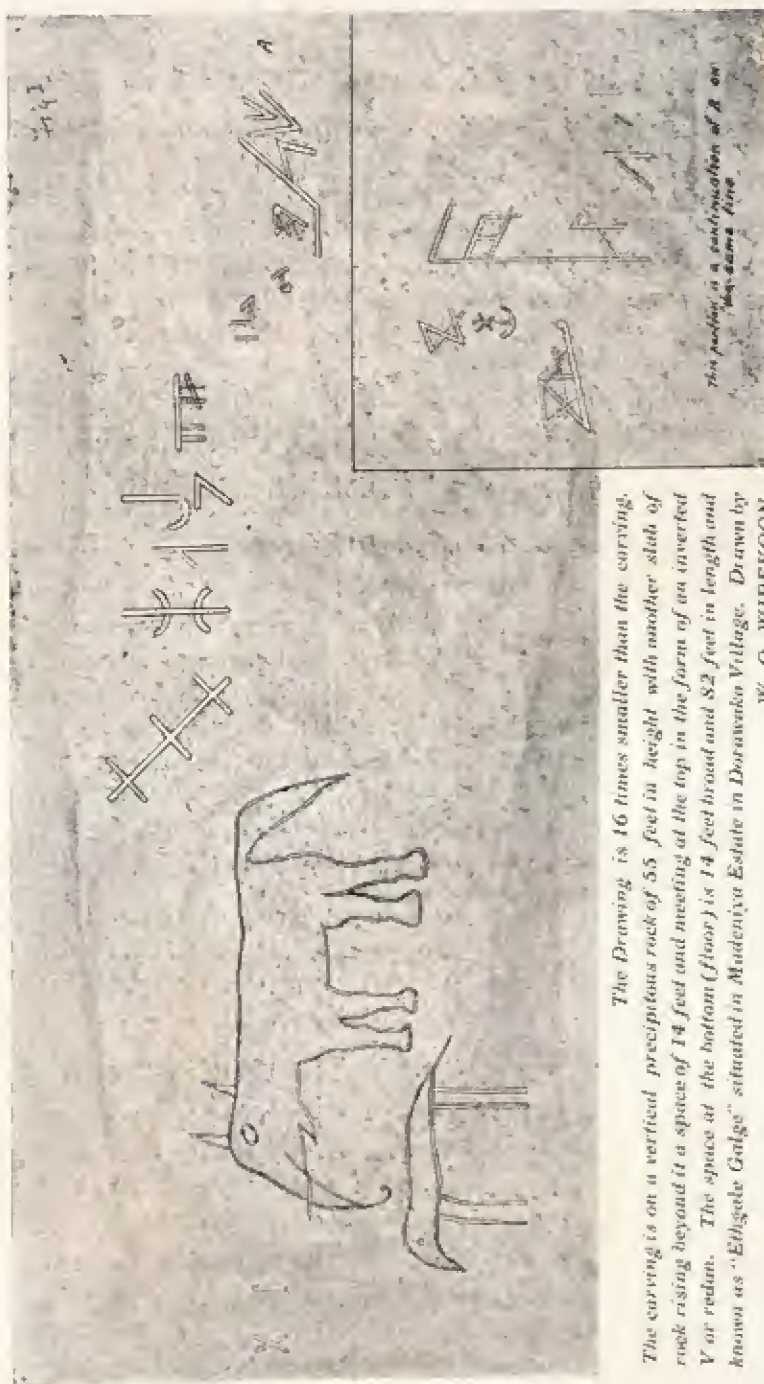 A
This portion is a continuation of A on
the same line
The Drawing is 16 times smaller than the carving.
The carving is on a vertical precipitous rock of 55 feet in height with another slab of
rock rising beyond it a space of 14 feet and meeting at the top in the form of an inverted
V or redan. The space at the bottom (floor) is 14 feet broad and 82 feet in length and
known as "Ethgale Galge" situated in Mudeniya Estate in Dorawaka Village. Drawn by
W. G. WIREKOON